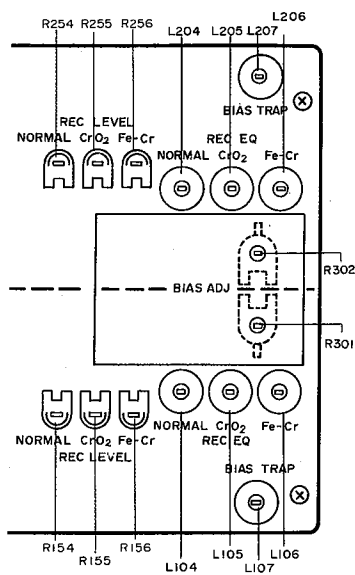 L206
R254 R255 R256 L204 L205 L207
BIAS TRAP
REC LEVEL
NORMAL CrO2 Fe-Cr
REC EQ
NORMAL CrO2 Fe-Cr
R302
BIAS ADJ
R301
NORMAL CrO2 Fe-Cr
REC LEVEL
NORMAL CrO2 Fe-Cr
REC EQ
BIAS TRAP
R154 R155 R156 L104 L105 L107 L106